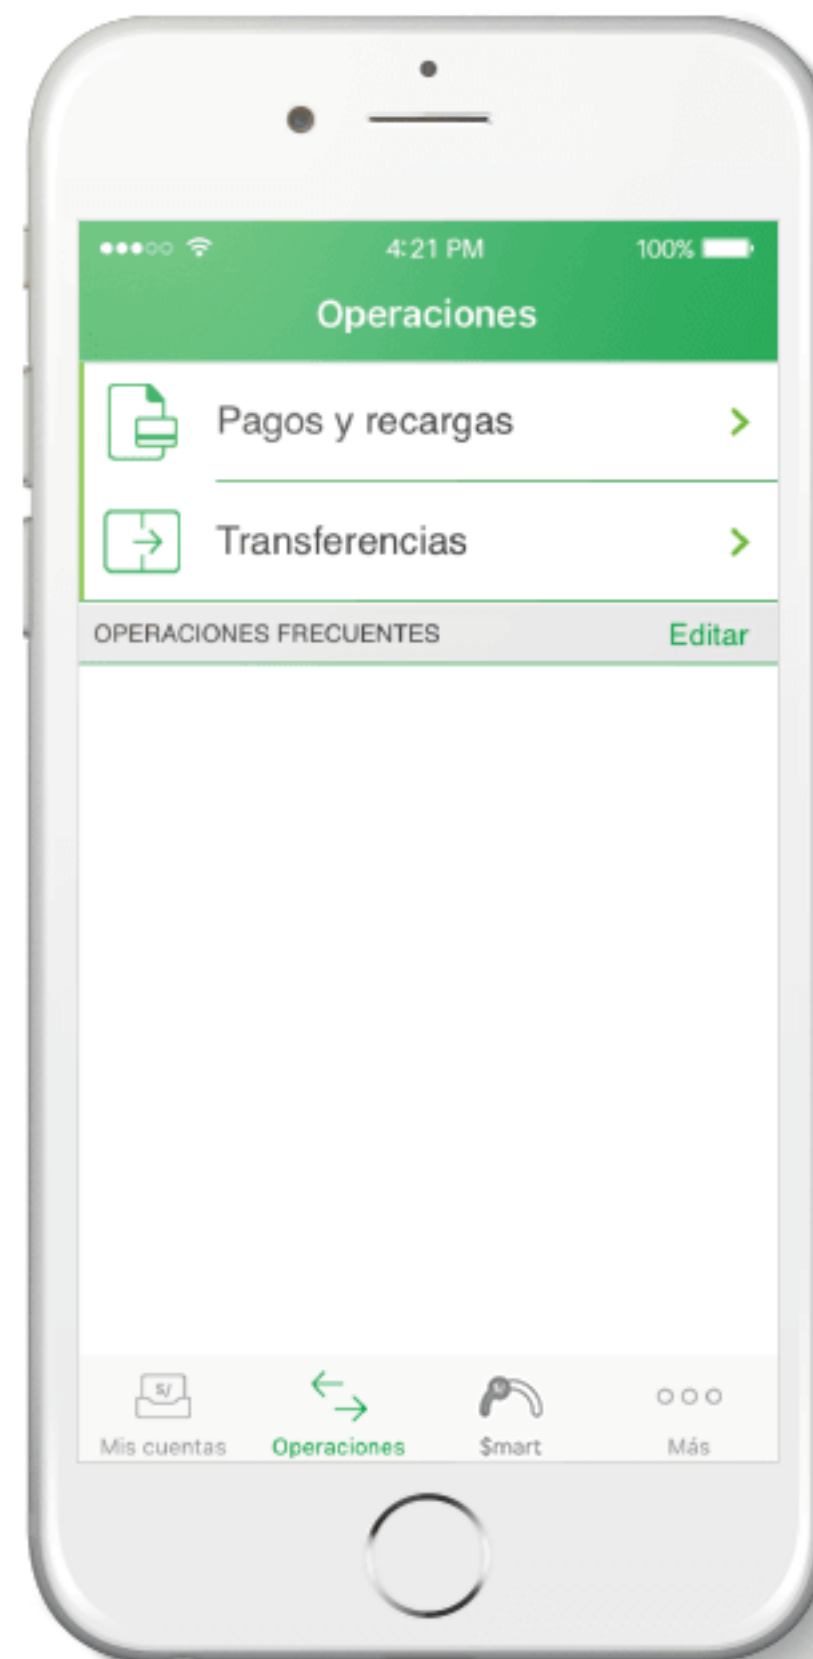 4:21 PM 100%
Operaciones
Pagos y recargas
Transferencias
OPERACIONES FRECUENTES Editar
S/
Mis cuentas Operaciones $mart Más